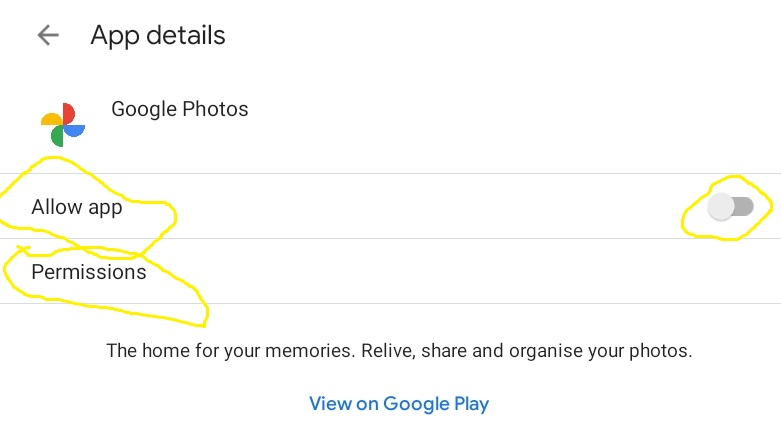 App details
Google Photos
Allow app
Permissions
The home for your memories. Relive, share and organise your photos.
View on Google Play